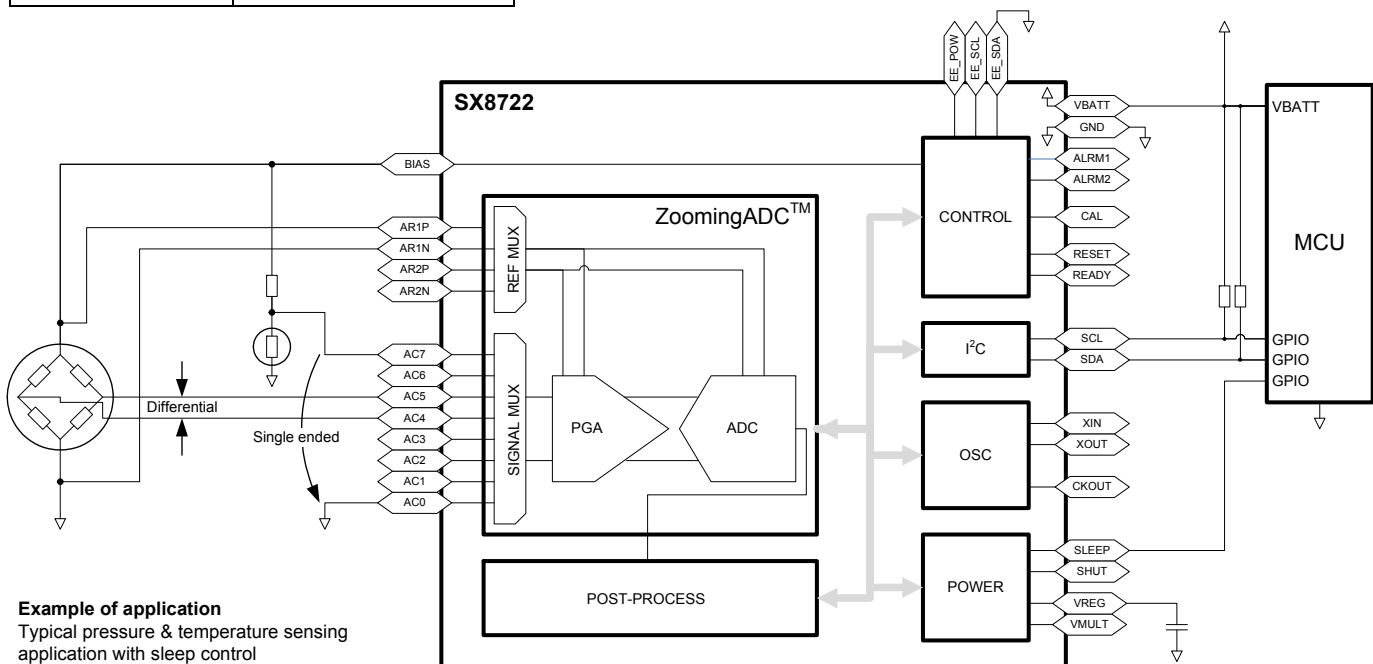 EE_POW
EE_SCL
EE_SDA
SX8722
VBATT
GND
VBATT
BIAS
ALRM1
ALRM2
ZoomingADC™
CONTROL
CAL
MCU
AR1P
AR1N
AR2P
AR2N
REF MUX
RESET
READY
I²C
SCL
SDA
GPIO
GPIO
GPIO
AC7
AC6
AC5
AC4
AC3
AC2
AC1
AC0
Differential
Single ended
SIGNAL MUX
PGA
ADC
OSC
XIN
XOUT
CKOUT
POST-PROCESS
POWER
SLEEP
SHUT
VREG
VMULT
Example of application
Typical pressure & temperature sensing
application with sleep control